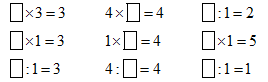 □ × 3 = 3 4 × □ = 4 □ : 1 = 2
□ × 1 = 3 1 × □ = 4 □ × 1 = 5
□ : 1 = 3 4 : □ = 4 □ : 1 = 1